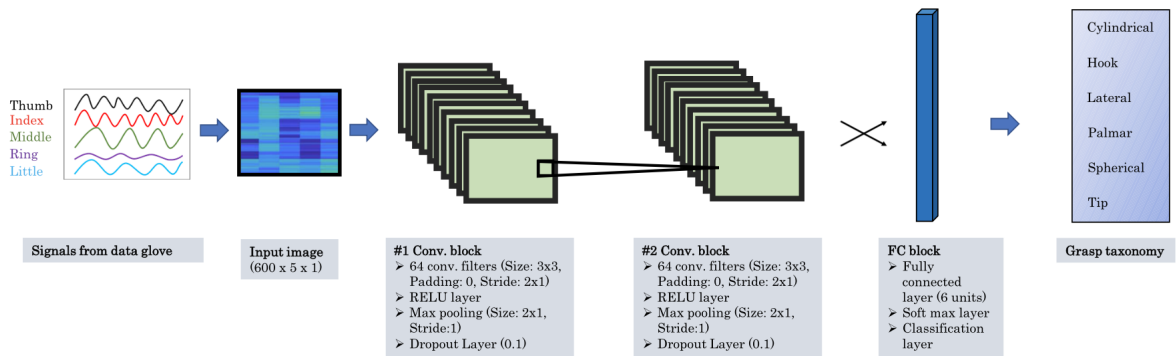 Thumb
Index
Middle
Ring
Little
Cylindrical
Hook
Lateral
Palmar
Spherical
Tip
Signals from data glove
Input image
(600 x 5 x 1)
#1 Conv. block
➢ 64 conv. filters (Size: 3x3,
Padding: 0, Stride: 2x1)
➢ RELU layer
➢ Max pooling (Size: 2x1,
Stride:1)
➢ Dropout Layer (0.1)
#2 Conv. block
➢ 64 conv. filters (Size: 3x3,
Padding: 0, Stride: 2x1)
➢ RELU layer
➢ Max pooling (Size: 2x1,
Stride:1)
➢ Dropout Layer (0.1)
FC block
➢ Fully
connected
layer (6 units)
➢ Soft max layer
➢ Classification
layer
Grasp taxonomy